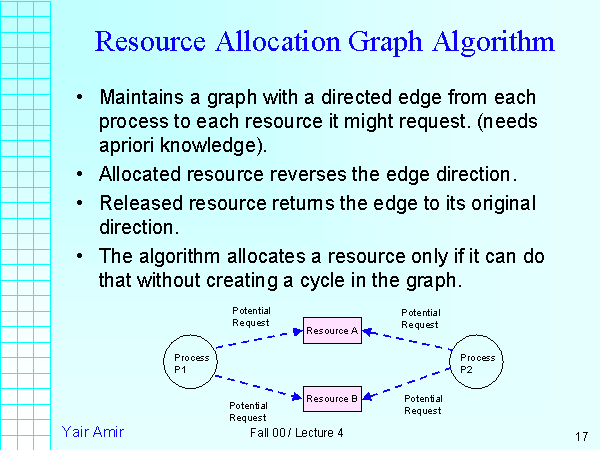 Resource Allocation Graph Algorithm
• Maintains a graph with a directed edge from each
process to each resource it might request. (needs
apriori knowledge).
• Allocated resource reverses the edge direction.
• Released resource returns the edge to its original
direction.
• The algorithm allocates a resource only if it can do
that without creating a cycle in the graph.
Potential
Request
Potential
Request
Resource A
Process
P1
Process
P2
Resource B
Potential
Request
Potential
Request
Yair Amir
Fall 00 / Lecture 4
17